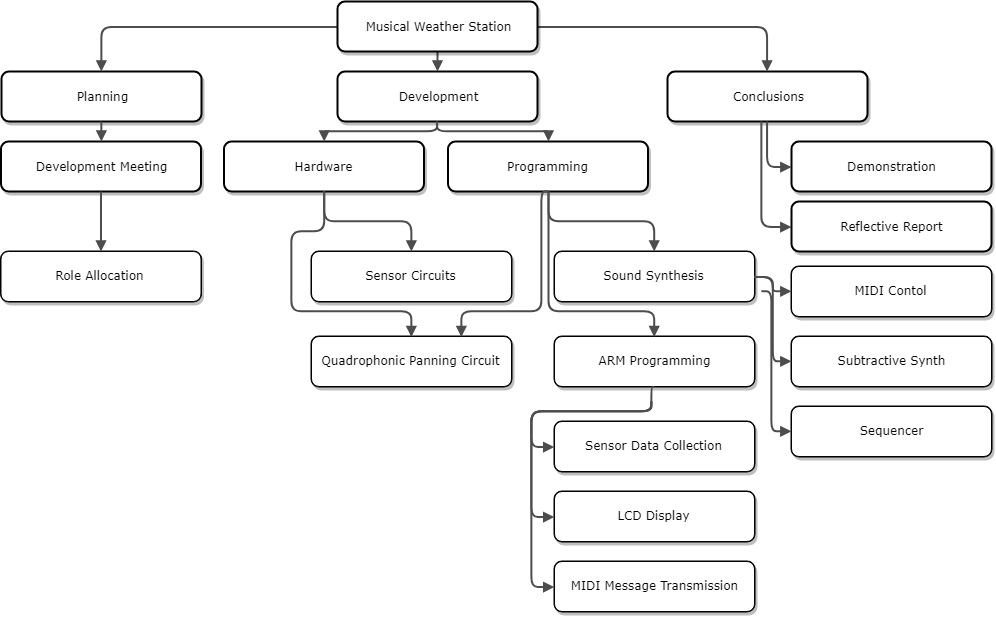 Musical Weather Station
Planning
Development
Conclusions
Development Meeting
Hardware
Programming
Demonstration
Reflective Report
Role Allocation
Sensor Circuits
Sound Synthesis
MIDI Contol
Quadrophonic Panning Circuit
ARM Programming
Subtractive Synth
Sequencer
Sensor Data Collection
LCD Display
MIDI Message Transmission